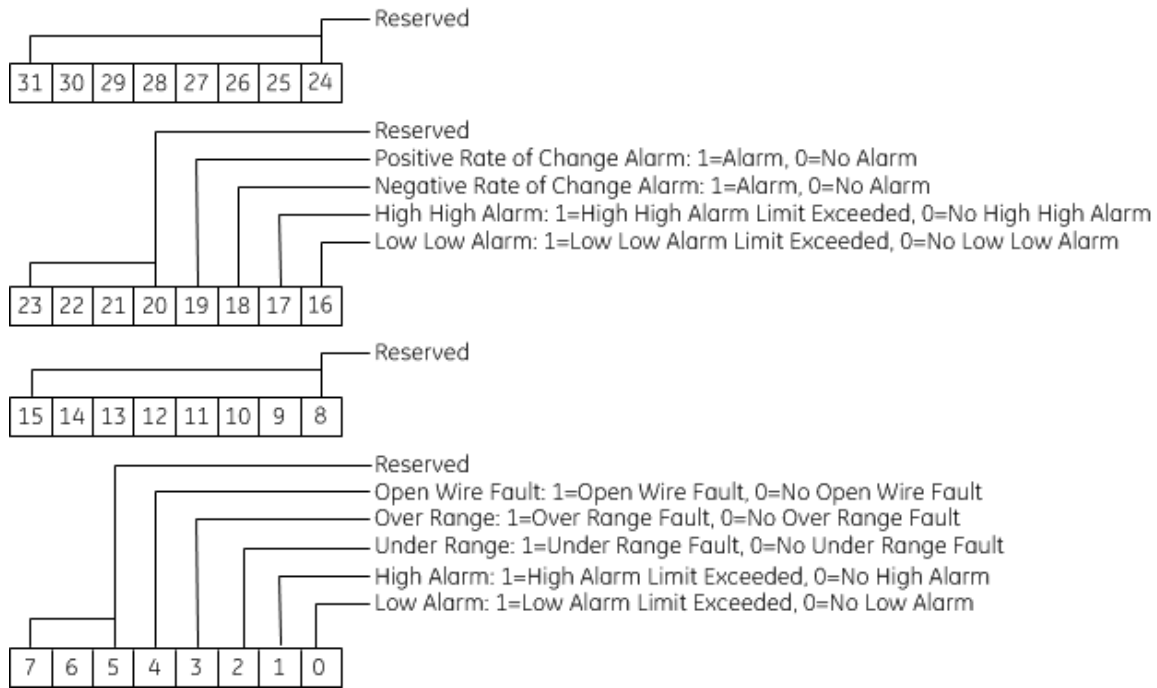 Reserved
31 30 29 28 27 26 25 24
Reserved
Positive Rate of Change Alarm: 1=Alarm, 0=No Alarm
Negative Rate of Change Alarm: 1=Alarm, 0=No Alarm
High High Alarm: 1=High High Alarm Limit Exceeded, 0=No High High Alarm
Low Low Alarm: 1=Low Low Alarm Limit Exceeded, 0=No Low Low Alarm
23 22 21 20 19 18 17 16
Reserved
15 14 13 12 11 10 9 8
Reserved
Open Wire Fault: 1=Open Wire Fault, 0=No Open Wire Fault
Over Range: 1=Over Range Fault, 0=No Over Range Fault
Under Range: 1=Under Range Fault, 0=No Under Range Fault
High Alarm: 1=High Alarm Limit Exceeded, 0=No High Alarm
Low Alarm: 1=Low Alarm Limit Exceeded, 0=No Low Alarm
7 6 5 4 3 2 1 0